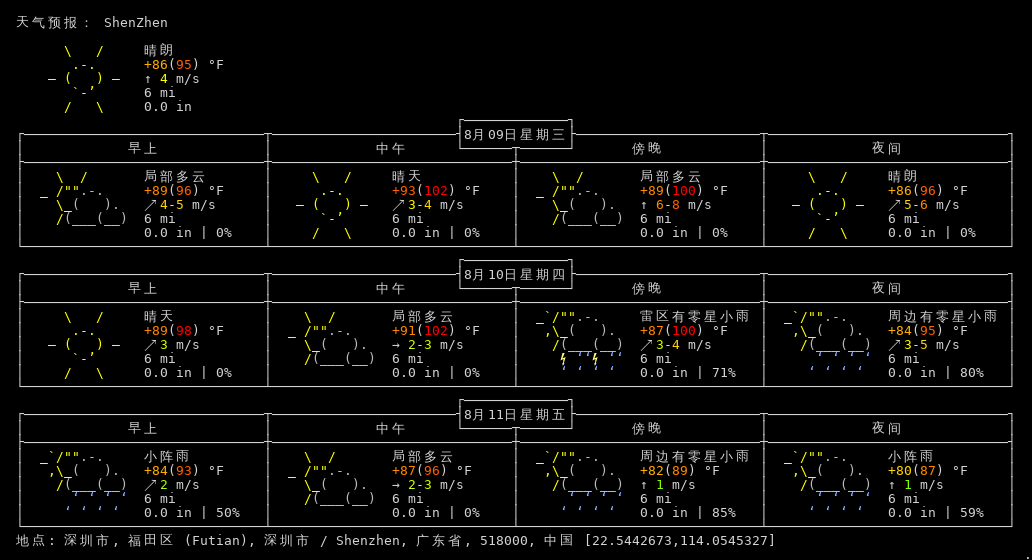 天气预报： ShenZhen
晴朗
+86(95) °F
↑ 4 m/s
6 mi
0.0 in
8月09日星期三
早上 中午 傍晚 夜间
局部多云 晴天 局部多云 晴朗
+89(96) °F +93(102) °F +89(100) °F +86(96) °F
↗ 4-5 m/s ↗ 3-4 m/s ↑ 6-8 m/s ↗ 5-6 m/s
6 mi 6 mi 6 mi 6 mi
0.0 in | 0% 0.0 in | 0% 0.0 in | 0% 0.0 in | 0%
8月10日星期四
早上 中午 傍晚 夜间
晴天 局部多云 雷区有零星小雨 周边有零星小雨
+89(98) °F +91(102) °F +87(100) °F +84(95) °F
↗ 3 m/s → 2-3 m/s ↗ 3-4 m/s ↗ 3-5 m/s
6 mi 6 mi 6 mi 6 mi
0.0 in | 0% 0.0 in | 0% 0.0 in | 71% 0.0 in | 80%
8月11日星期五
早上 中午 傍晚 夜间
小阵雨 局部多云 周边有零星小雨 小阵雨
+84(93) °F +87(96) °F +82(89) °F +80(87) °F
↗ 2 m/s → 2-3 m/s ↑ 1 m/s ↑ 1 m/s
6 mi 6 mi 6 mi 6 mi
0.0 in | 50% 0.0 in | 0% 0.0 in | 85% 0.0 in | 59%
地点: 深圳市, 福田区 (Futian), 深圳市 / Shenzhen, 广东省, 518000, 中国 [22.5442673,114.0545327]